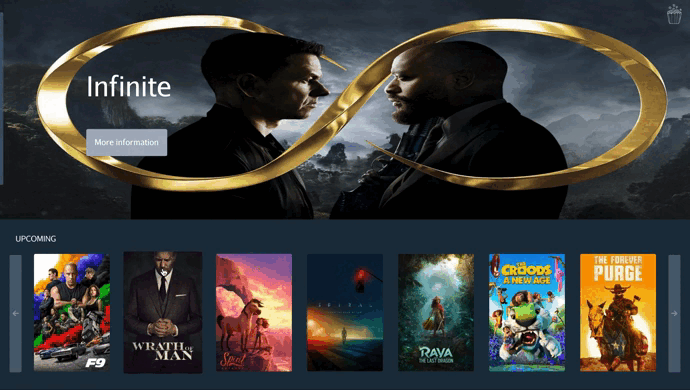 Infinite
More information
UPCOMING
F9
WRATH OF
MAN
Spirit
RAYA
THE LAST DRAGON
THE
CROODS
A NEW AGE
THE FOREVER
PURGE